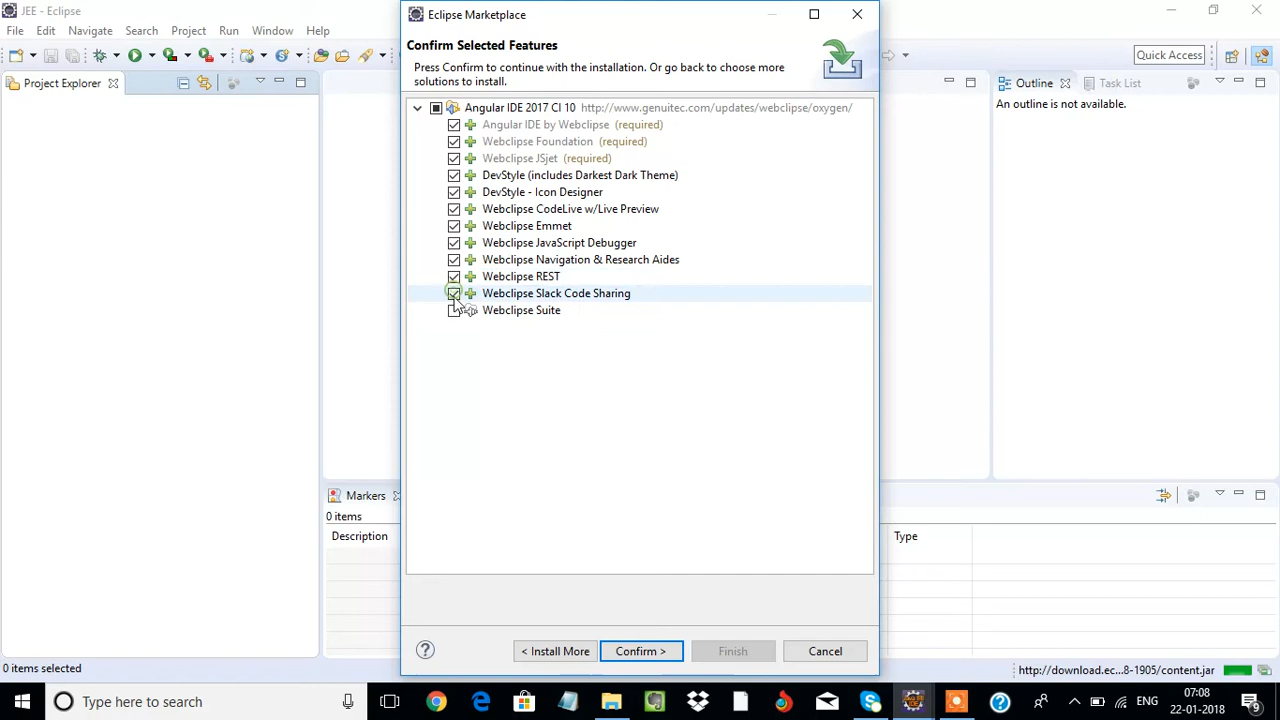 JEE - Eclipse
File Edit Navigate Search Project Run Window Help
Quick Access
Project Explorer
Outline
Task List
An outline is not available.
Eclipse Marketplace
Confirm Selected Features
Press Confirm to continue with the installation. Or go back to choose more
solutions to install.
Angular IDE 2017 CI 10 http://www.genuitec.com/updates/webclipse/oxygen/
Angular IDE by Webclipse (required)
Webclipse Foundation (required)
Webclipse JSjet (required)
DevStyle (includes Darkest Dark Theme)
DevStyle - Icon Designer
Webclipse CodeLive w/Live Preview
Webclipse Emmet
Webclipse JavaScript Debugger
Webclipse Navigation & Research Aides
Webclipse REST
Webclipse Slack Code Sharing
Webclipse Suite
Markers
0 items
Description
Type
< Install More
Confirm >
Finish
Cancel
0 items selected
http://download.ec...8-1905/content.jar
Type here to search
ENG
07:08
22-01-2018
9